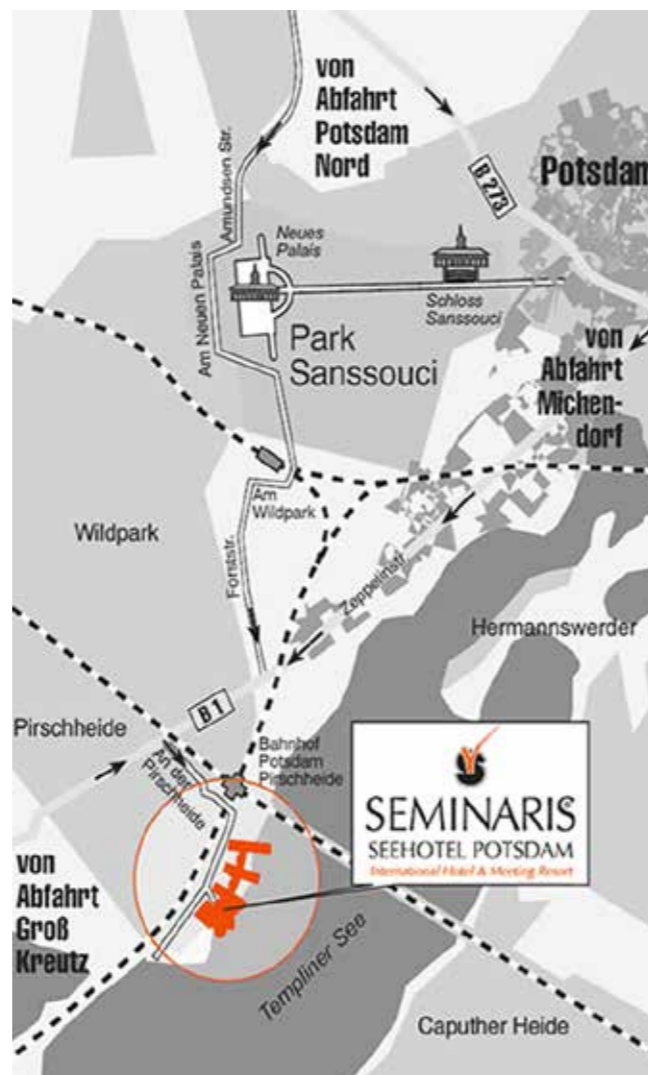 von
Abfahrt
Potsdam
Nord
B 273
Potsdam
Amundsen Str.
Am Neuen Palais
Neues
Palais
Schloss
Sanssouci
Park
Sanssouci
von
Abfahrt
Michen-
dorf
Am
Wildpark
Wildpark
Forststr.
Zeppelinstr.
Hermannswerder
B 1
Pirschheide
An der
Pirschheide
Bahnhof
Potsdam
Pirschheide
SEMINARIS
SEEHOTEL POTSDAM
International Hotel & Meeting Resort
von
Abfahrt
Groß
Kreutz
Templiner See
Caputher Heide